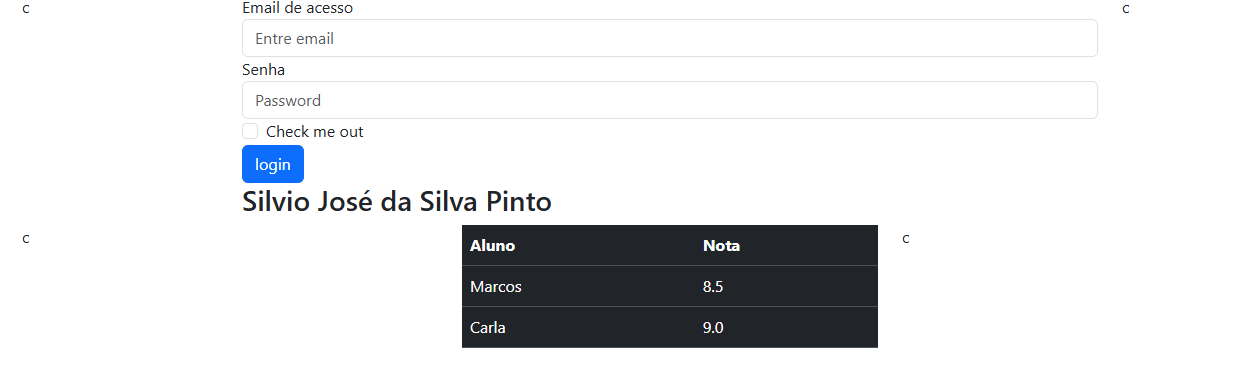 c Email de acesso c
Entre email
Senha
Password
Check me out
login
Silvio José da Silva Pinto
c Aluno Nota c
Marcos 8.5
Carla 9.0